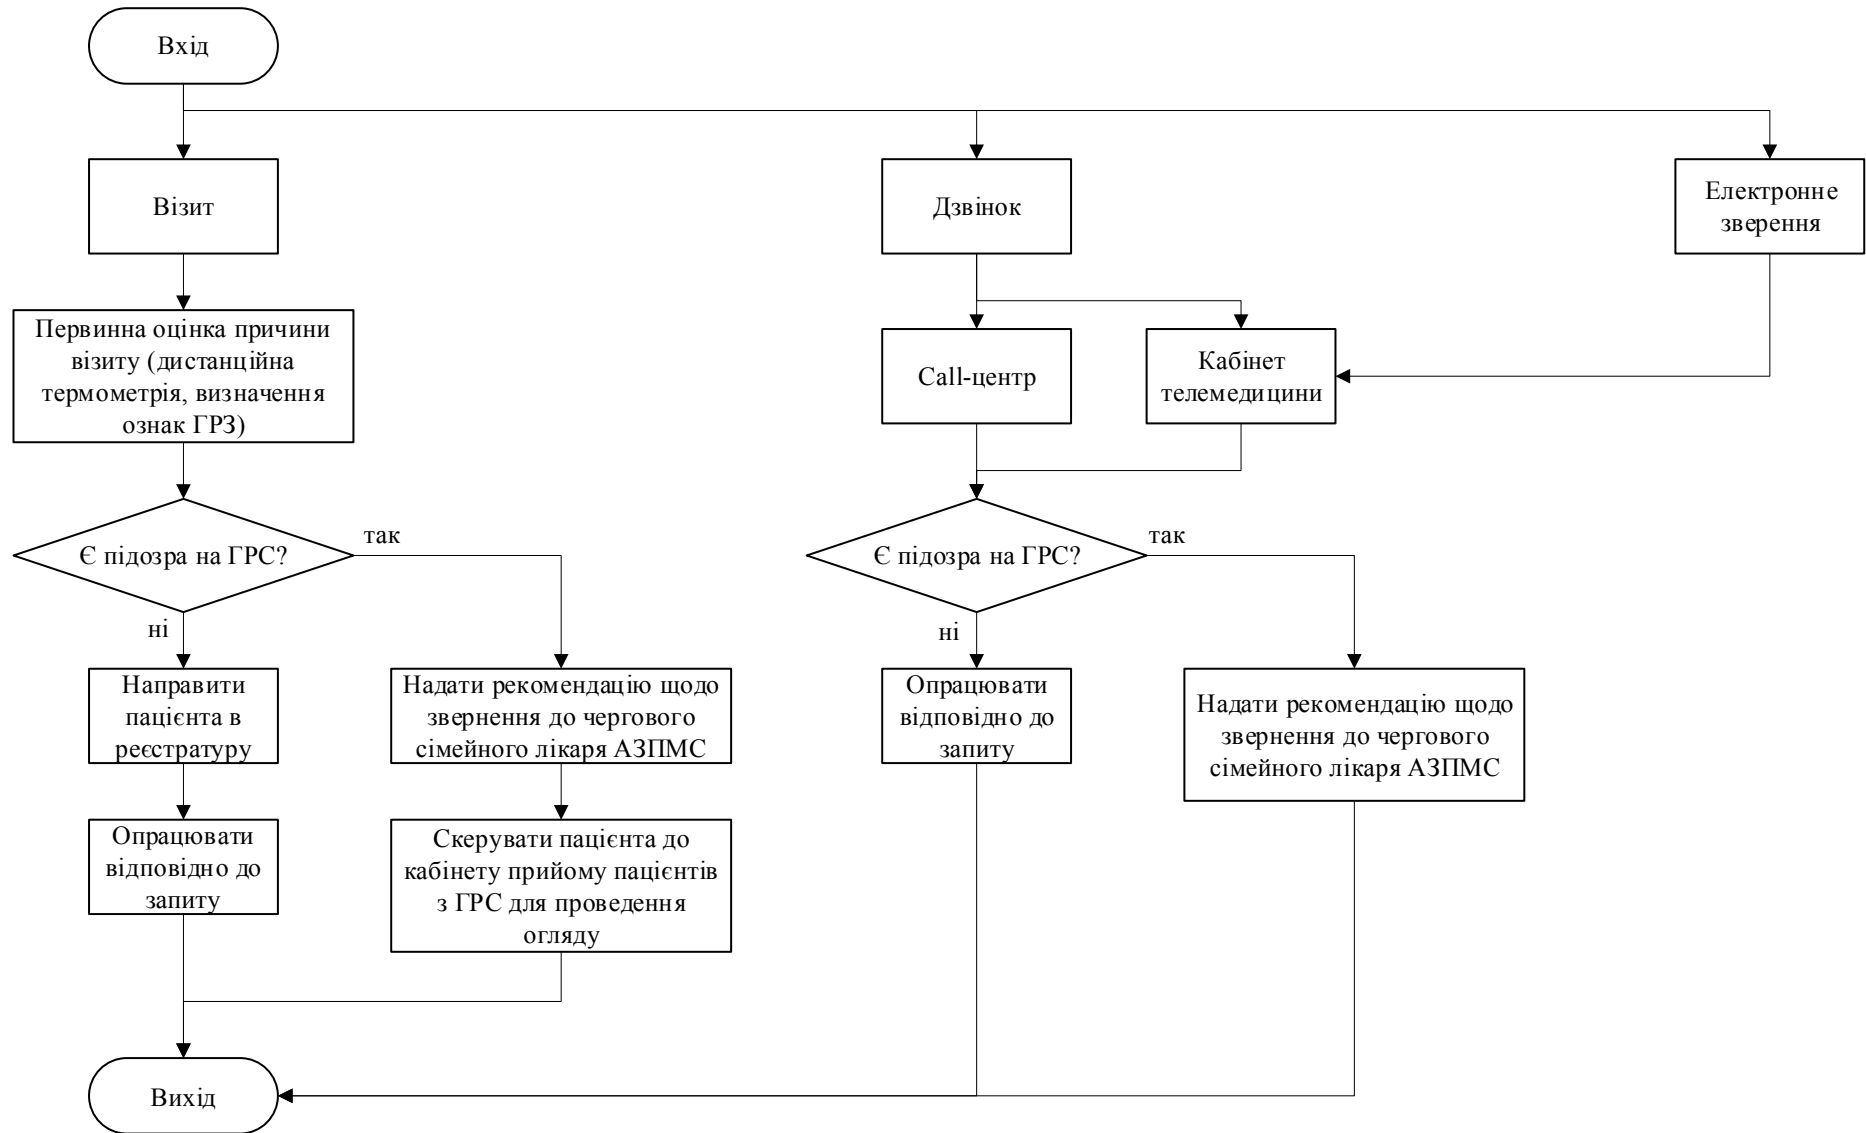 Вхід
Візит
Дзвінок
Електронне
зверення
Первинна оцінка причини
візиту (дистанційна
термометрія, визначення
ознак ГРЗ)
Call-центр
Кабінет
телемедицини
Є підозра на ГРС?
так
ні
Є підозра на ГРС?
так
ні
Направити
пацієнта в
реєстратуру
Надати рекомендацію щодо
звернення до чергового
сімейного лікаря АЗПМС
Опрацювати
відповідно до
запиту
Надати рекомендацію щодо
звернення до чергового
сімейного лікаря АЗПМС
Опрацювати
відповідно до
запиту
Скерувати пацієнта до
кабінету прийому пацієнтів
з ГРС для проведення
огляду
Вихід